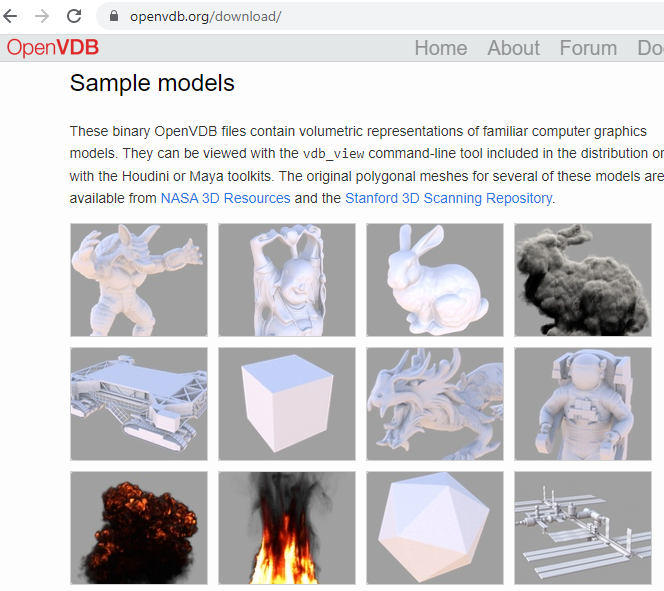 openvdb.org/download/
OpenVDB Home About Forum
Sample models
These binary OpenVDB files contain volumetric representations of familiar computer graphics
models. They can be viewed with the vdb_view command-line tool included in the distribution or
with the Houdini or Maya toolkits. The original polygonal meshes for several of these models are
available from NASA 3D Resources and the Stanford 3D Scanning Repository.